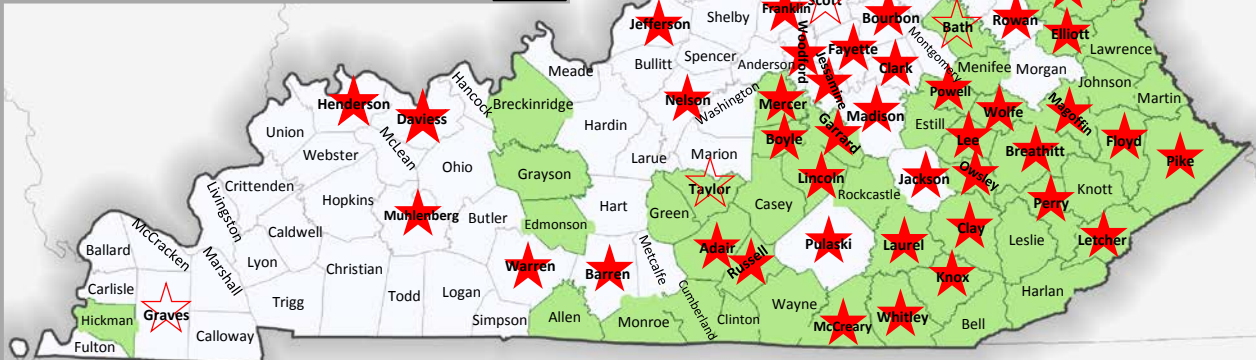 Scott
Franklin
Jefferson
Shelby
Bourbon
Bath
Rowan
Elliott
Woodford
Fayette
Montgomery
Lawrence
Bullitt
Spencer
Anderson
Jessamine
Clark
Menifee
Morgan
Meade
Johnson
Hancock
Breckinridge
Nelson
Washington
Mercer
Powell
Martin
Henderson
Daviess
Madison
Wolfe
Magoffin
Hardin
Garrard
Estill
Union
McLean
Boyle
Lee
Floyd
Webster
Ohio
Larue
Marion
Breathitt
Pike
Grayson
Lincoln
Jackson
Owsley
Crittenden
Taylor
Rockcastle
Knott
Livingston
Hopkins
Hart
Green
Casey
Perry
Muhlenberg
Butler
Edmonson
Clay
Caldwell
Ballard
McCracken
Adair
Pulaski
Laurel
Leslie
Letcher
Marshall
Lyon
Christian
Warren
Barren
Metcalfe
Russell
Knox
Carlisle
Trigg
Todd
Logan
Harlan
Graves
Hickman
Simpson
Allen
Monroe
Cumberland
Clinton
Wayne
McCreary
Whitley
Bell
Calloway
Fulton